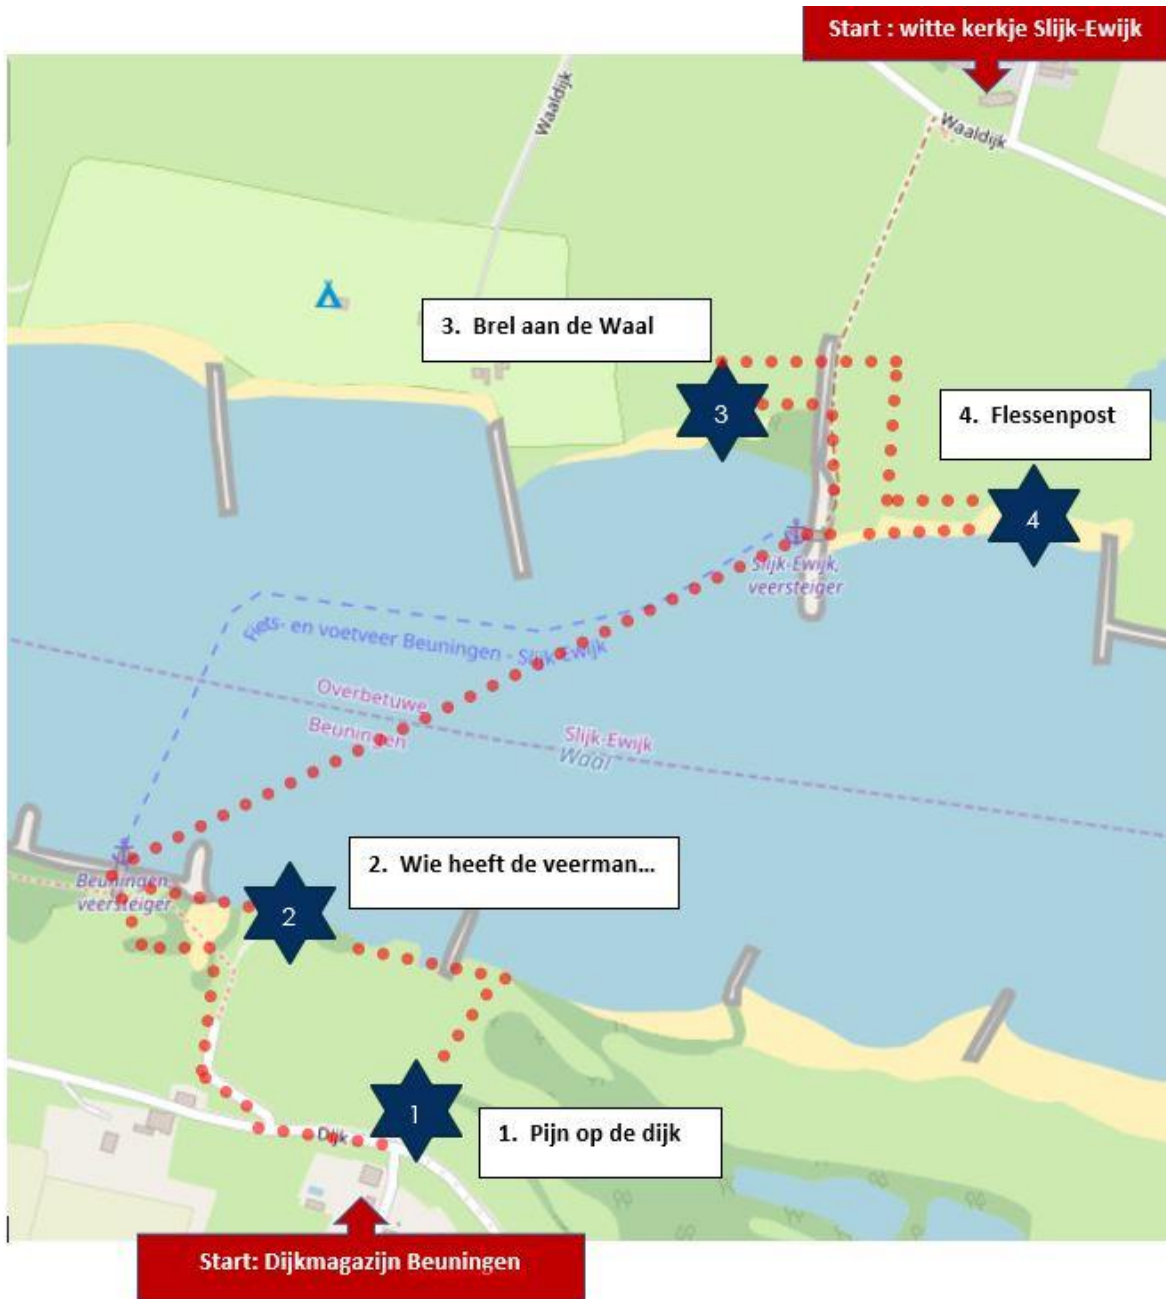 Start : witte kerkje Slijk-Ewijk
Waaldijk
Waaldijk
3. Brel aan de Waal
3
4. Flessenpost
4
Slijk-Ewijk,
veersteiger
Fiets- en voetveer Beuningen - Slijk-Ewijk
Overbetuwe
Beuningen
Slijk-Ewijk
Waal
2. Wie heeft de veerman...
Beuningen,
veersteiger
2
1
1. Pijn op de dijk
Dijk
Start: Dijkmagazijn Beuningen